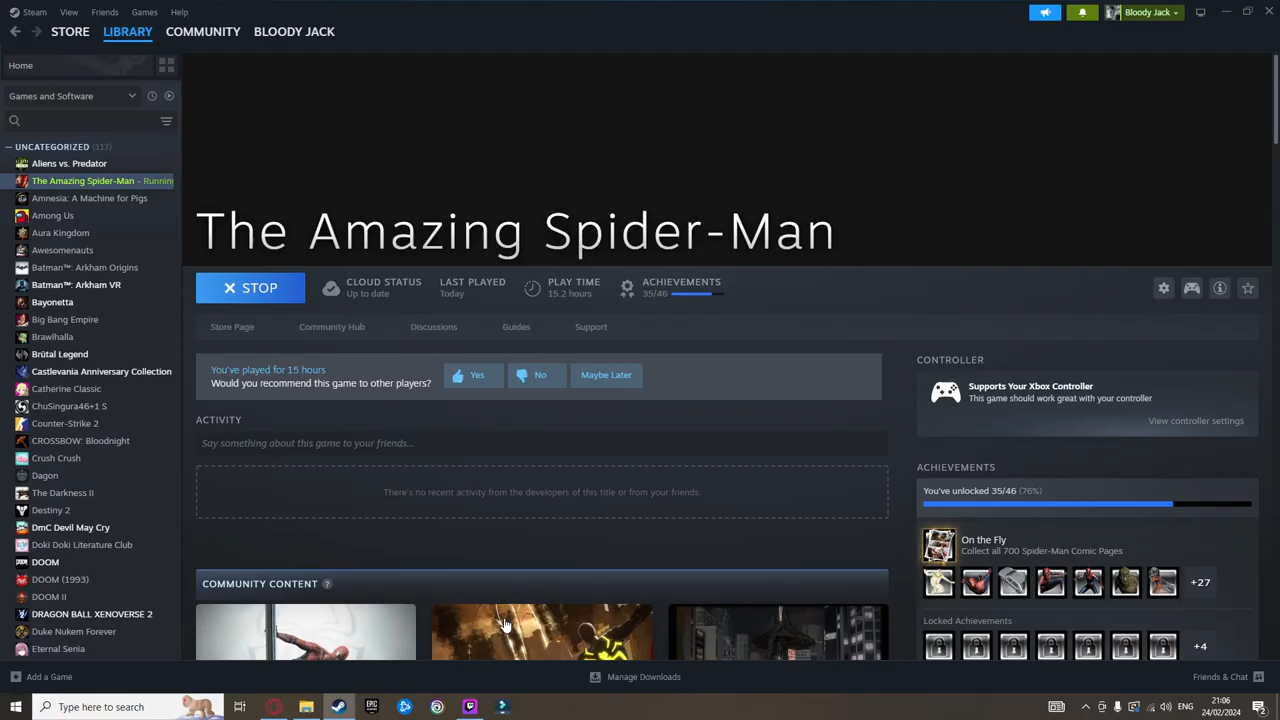 Steam View Friends Games Help
Bloody Jack
STORE LIBRARY COMMUNITY BLOODY JACK
Home
Games and Software
UNCATEGORIZED (117)
Aliens vs. Predator
The Amazing Spider-Man - Running
Amnesia: A Machine for Pigs
Among Us
Aura Kingdom
Awesomenauts
Batman™: Arkham Origins
Batman™: Arkham VR
Bayonetta
Big Bang Empire
Brawlhalla
Brütal Legend
Castlevania Anniversary Collection
Catherine Classic
ChuSingura46+1 S
Counter-Strike 2
CROSSBOW: Bloodnight
Crush Crush
Dagon
The Darkness II
Destiny 2
DmC Devil May Cry
Doki Doki Literature Club
DOOM
DOOM (1993)
DOOM II
DRAGON BALL XENOVERSE 2
Duke Nukem Forever
Eternal Senia
The Amazing Spider-Man
STOP
CLOUD STATUS
Up to date
LAST PLAYED
Today
PLAY TIME
15.2 hours
ACHIEVEMENTS
35/46
Store Page Community Hub Discussions Guides Support
You've played for 15 hours
Would you recommend this game to other players?
Yes No Maybe Later
ACTIVITY
Say something about this game to your friends...
There's no recent activity from the developers of this title or from your friends.
COMMUNITY CONTENT ?
CONTROLLER
Supports Your Xbox Controller
This game should work great with your controller
View controller settings
ACHIEVEMENTS
You've unlocked 35/46 (76%)
On the Fly
Collect all 700 Spider-Man Comic Pages
+27
Locked Achievements
+4
Add a Game
Manage Downloads
Friends & Chat
Type here to search
EPIC
21:06
24/02/2024
2